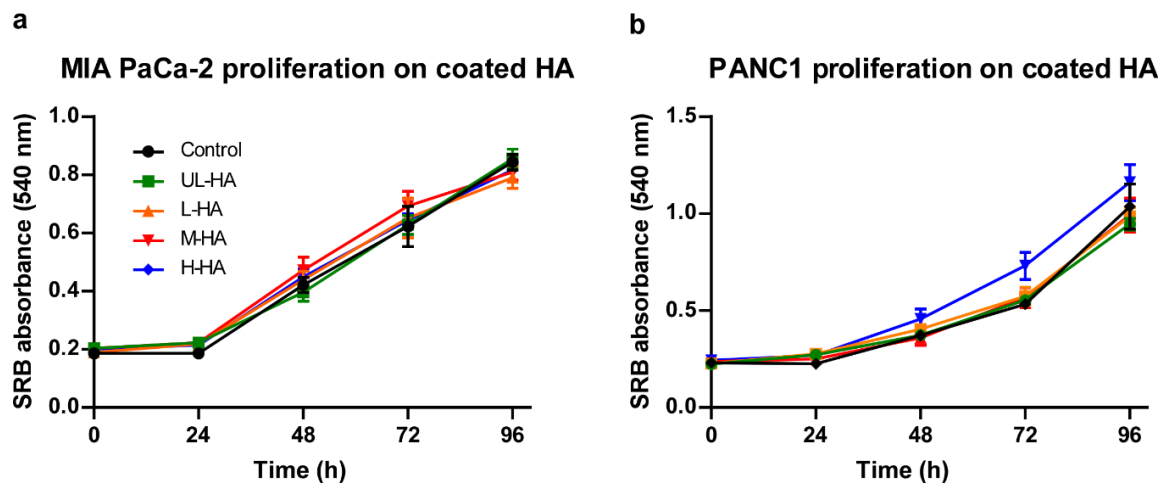 a
MIA PaCa-2 proliferation on coated HA
SRB absorbance (540 nm)
1.0
0.8
0.6
0.4
0.2
0.0
Control
UL-HA
L-HA
M-HA
H-HA
0 24 48 72 96
Time (h)
b
PANC1 proliferation on coated HA
SRB absorbance (540 nm)
1.5
1.0
0.5
0.0
0 24 48 72 96
Time (h)